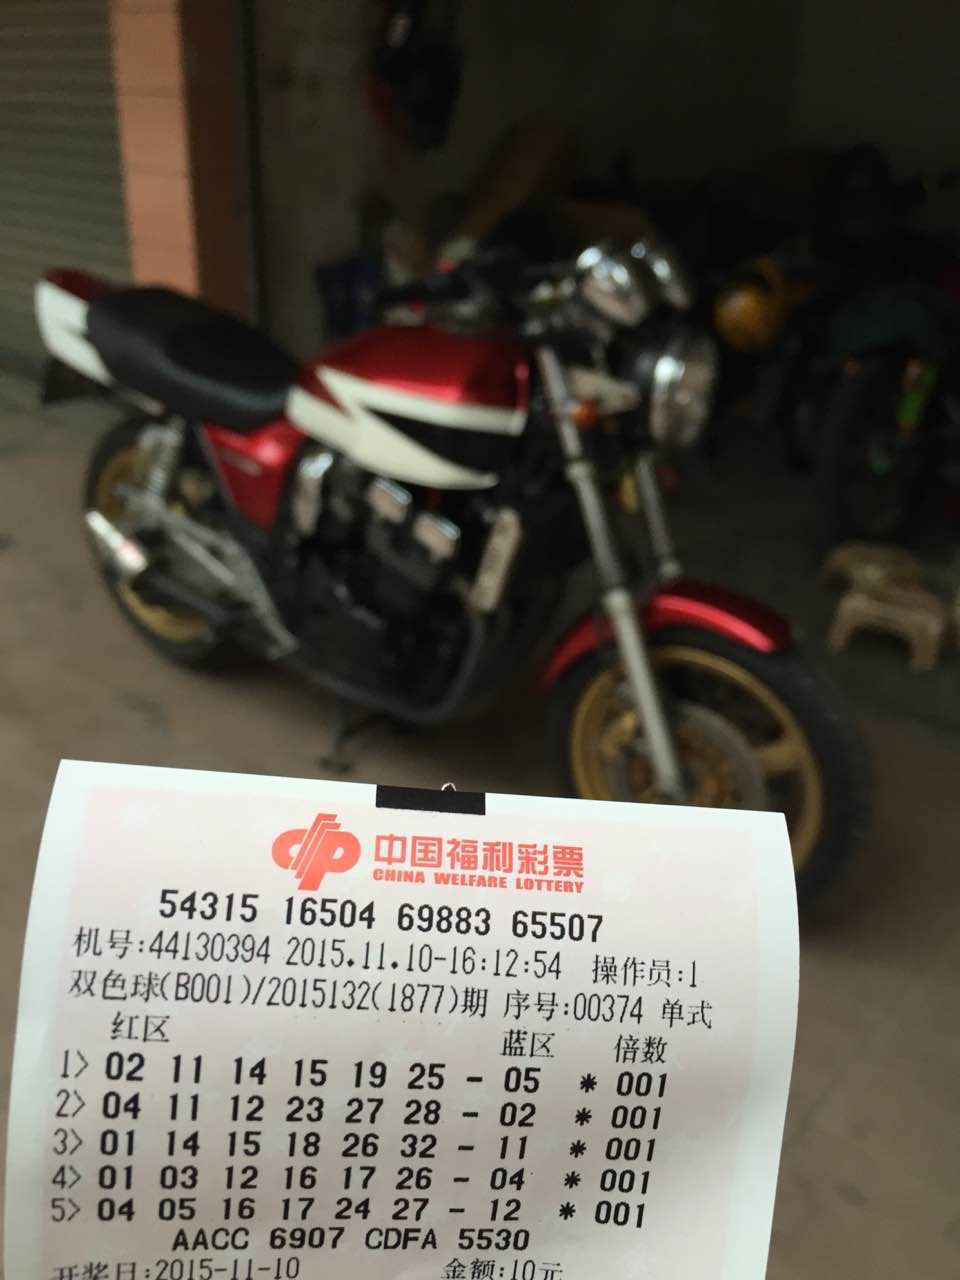 中国福利彩票
CHINA WELFARE LOTTERY
54315 16504 69883 65507
机号:44130394 2015.11.10-16:12:54 操作员:1
双色球(B001)/2015132(1877)期 序号:00374 单式
红区 蓝区 倍数
1> 02 11 14 15 19 25 - 05 * 001
2> 04 11 12 23 27 28 - 02 * 001
3> 01 14 15 18 26 32 - 11 * 001
4> 01 03 12 16 17 26 - 04 * 001
5> 04 05 16 17 24 27 - 12 * 001
AACC 6907 CDFA 5530
开奖日:2015-11-10 金额:10元